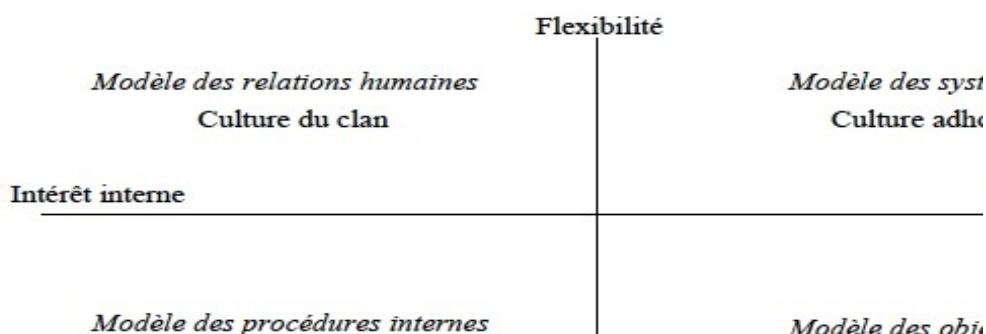 Flexibilité
Modèle des relations humaines
Culture du clan
Modèle des
Culture
Intérêt interne
Modèle des procédures internes
Modèle des